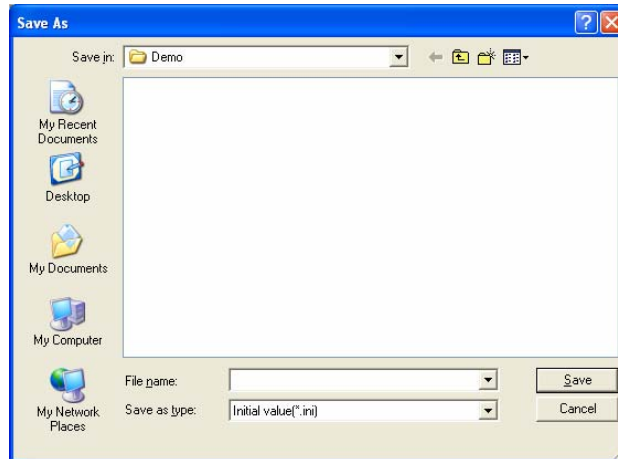 Save As
Save in: Demo
My Recent
Documents
Desktop
My Documents
My Computer
My Network
Places
File name:
Save
Save as type: Initial value(*.ini)
Cancel